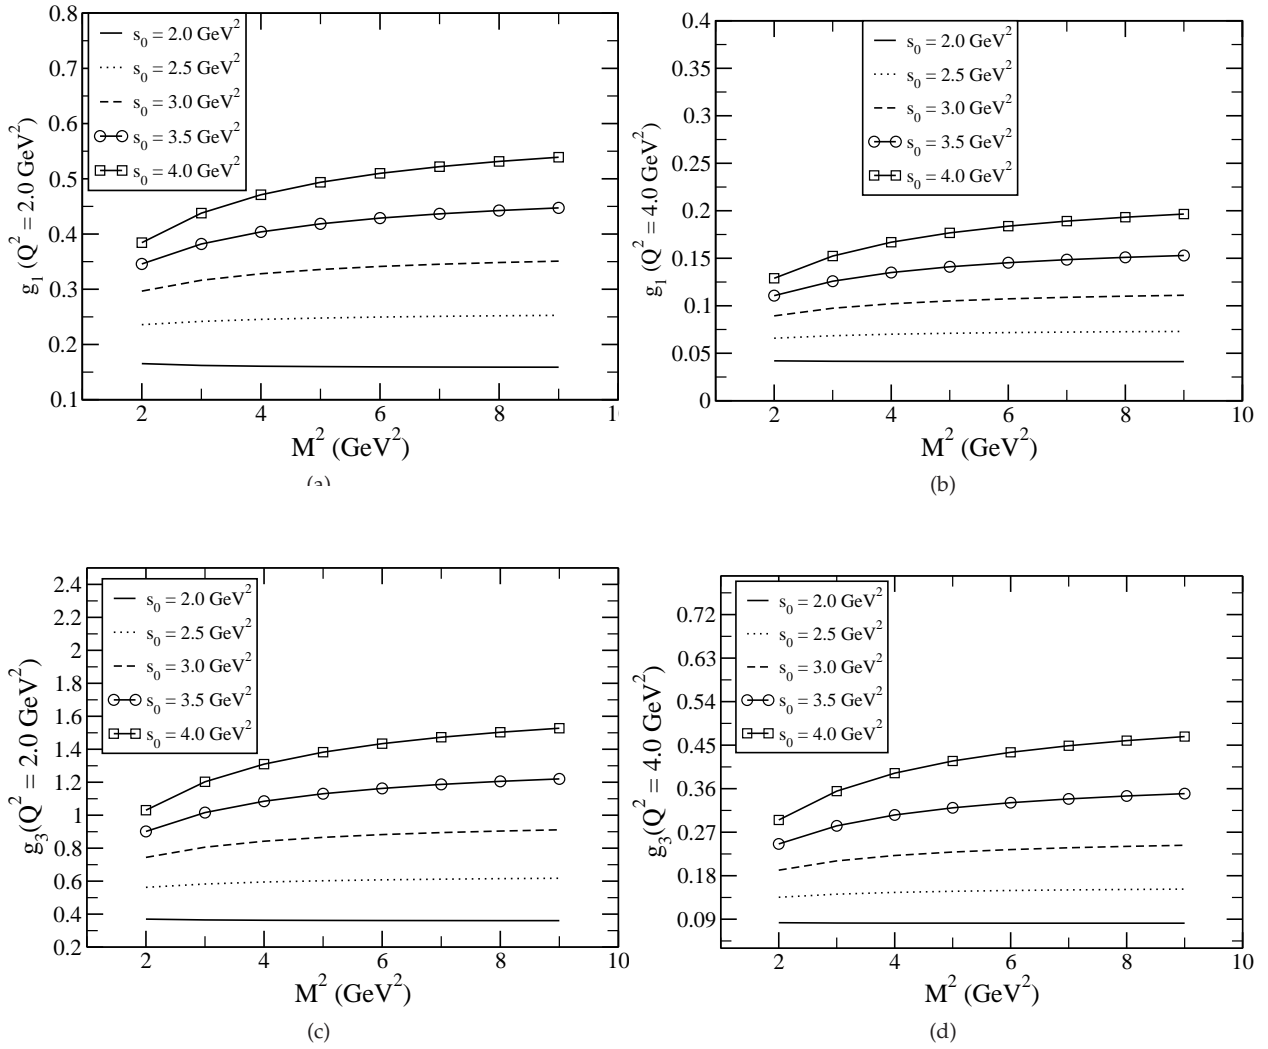 0.8
0.7
0.6
0.5
0.4
0.3
0.2
0.1
g₁ (Q² = 2.0 GeV²)
s₀ = 2.0 GeV²
s₀ = 2.5 GeV²
s₀ = 3.0 GeV²
s₀ = 3.5 GeV²
s₀ = 4.0 GeV²
2 4 6 8 1
M² (GeV²)
(a)
0.4
0.35
0.3
0.25
0.2
0.15
0.1
0.05
0
g₁ (Q² = 4.0 GeV²)
s₀ = 2.0 GeV²
s₀ = 2.5 GeV²
s₀ = 3.0 GeV²
s₀ = 3.5 GeV²
s₀ = 4.0 GeV²
2 4 6 8 10
M² (GeV²)
(b)
2.4
2.2
2
1.8
1.6
1.4
1.2
1
0.8
0.6
0.4
0.2
g₃(Q² = 2.0 GeV²)
s₀ = 2.0 GeV²
s₀ = 2.5 GeV²
s₀ = 3.0 GeV²
s₀ = 3.5 GeV²
s₀ = 4.0 GeV²
2 4 6 8 10
M² (GeV²)
(c)
0.72
0.63
0.54
0.45
0.36
0.27
0.18
0.09
g₃(Q² = 4.0 GeV²)
s₀ = 2.0 GeV²
s₀ = 2.5 GeV²
s₀ = 3.0 GeV²
s₀ = 3.5 GeV²
s₀ = 4.0 GeV²
2 4 6 8 10
M² (GeV²)
(d)